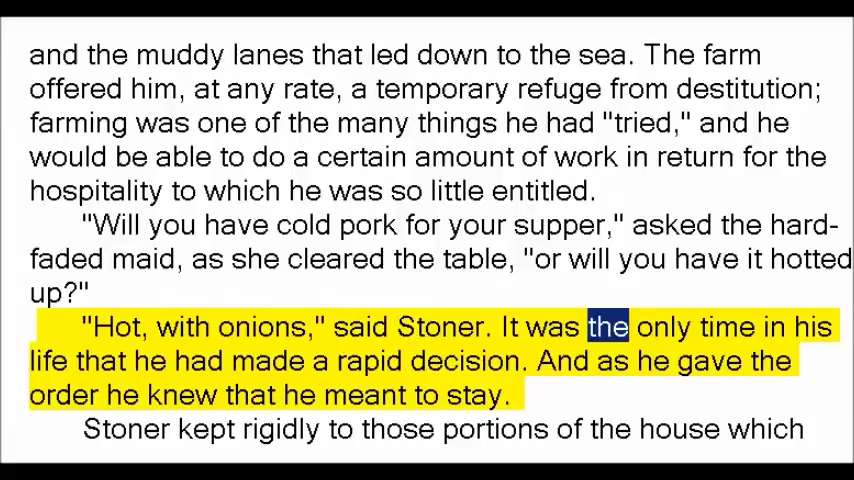 and the muddy lanes that led down to the sea. The farm
offered him, at any rate, a temporary refuge from destitution;
farming was one of the many things he had "tried," and he
would be able to do a certain amount of work in return for the
hospitality to which he was so little entitled.
"Will you have cold pork for your supper," asked the hard-
faded maid, as she cleared the table, "or will you have it hotted
up?"
"Hot, with onions," said Stoner. It was the only time in his
life that he had made a rapid decision. And as he gave the
order he knew that he meant to stay.
Stoner kept rigidly to those portions of the house which